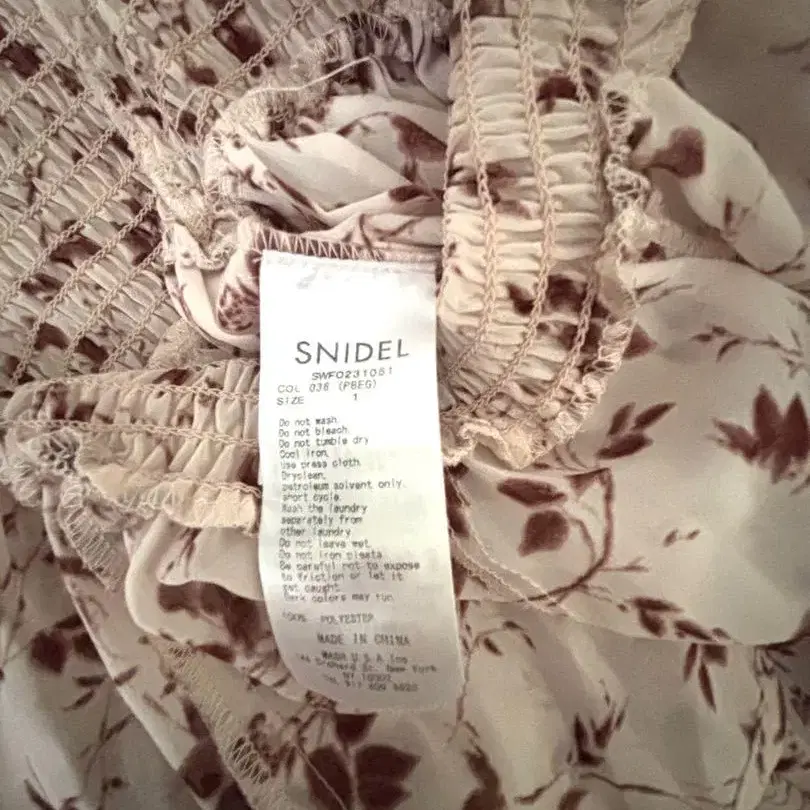 SNIDEL
SWFO231081
COL 036 (PBEG)
SIZE 1
Do not wash.
Do not bleach.
Do not tumble dry
Cool iron.
use press cloth.
Dryclean.
petroleum solvent only.
short cycle.
Wash the laundry
separately from
other laundry
Do not leave wet
Do not iron pleats
Be careful not to expose
to friction or let it
get caught.
Dark colors may run
100% POLYESTER
MADE IN CHINA
MASH U.S.A Inc.
St. New York
NY